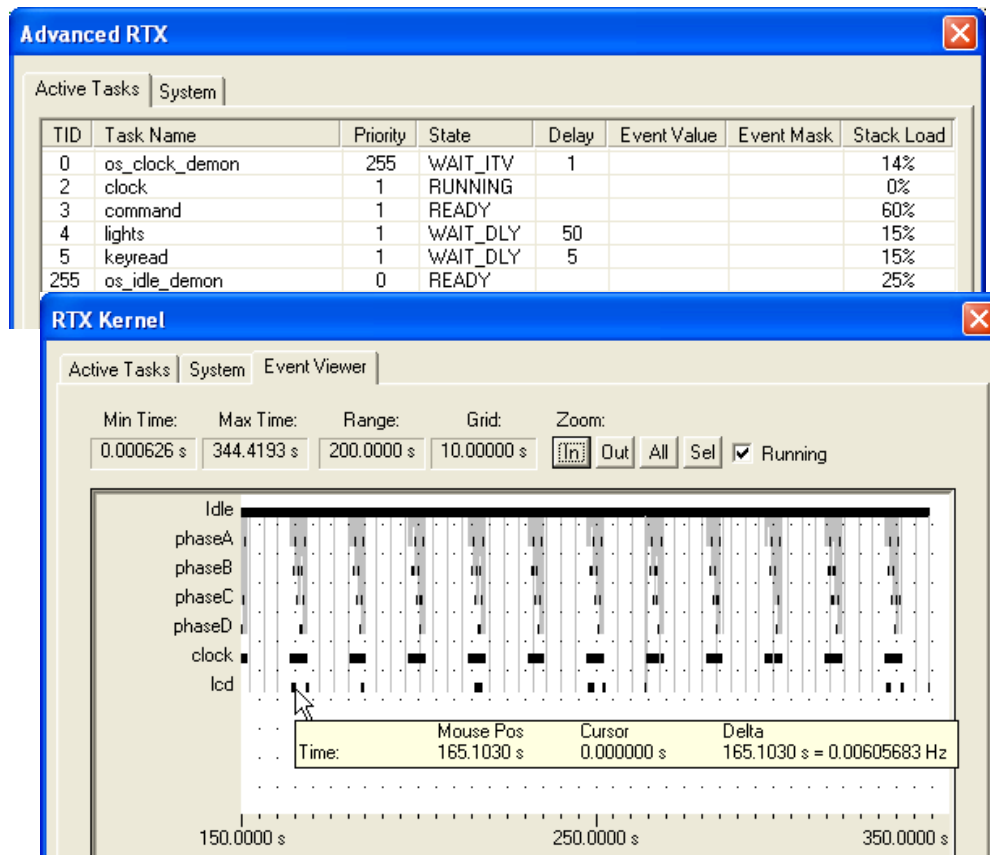 Advanced RTX
Active Tasks System
TID Task Name Priority State Delay Event Value Event Mask Stack Load
0 os_clock_demon 255 WAIT_ITV 1 14%
2 clock 1 RUNNING 0%
3 command 1 READY 60%
4 lights 1 WAIT_DLY 50 15%
5 keyread 1 WAIT_DLY 5 15%
255 os_idle_demon 0 READY 25%
RTX Kernel
Active Tasks System Event Viewer
Min Time: Max Time: Range: Grid: Zoom:
0.000626 s 344.4193 s 200.0000 s 10.00000 s In Out All Sel Running
Idle
phaseA
phaseB
phaseC
phaseD
clock
lcd
Mouse Pos Cursor Delta
Time: 165.1030 s 0.000000 s 165.1030 s = 0.00605683 Hz
150.0000 s 250.0000 s 350.0000 s